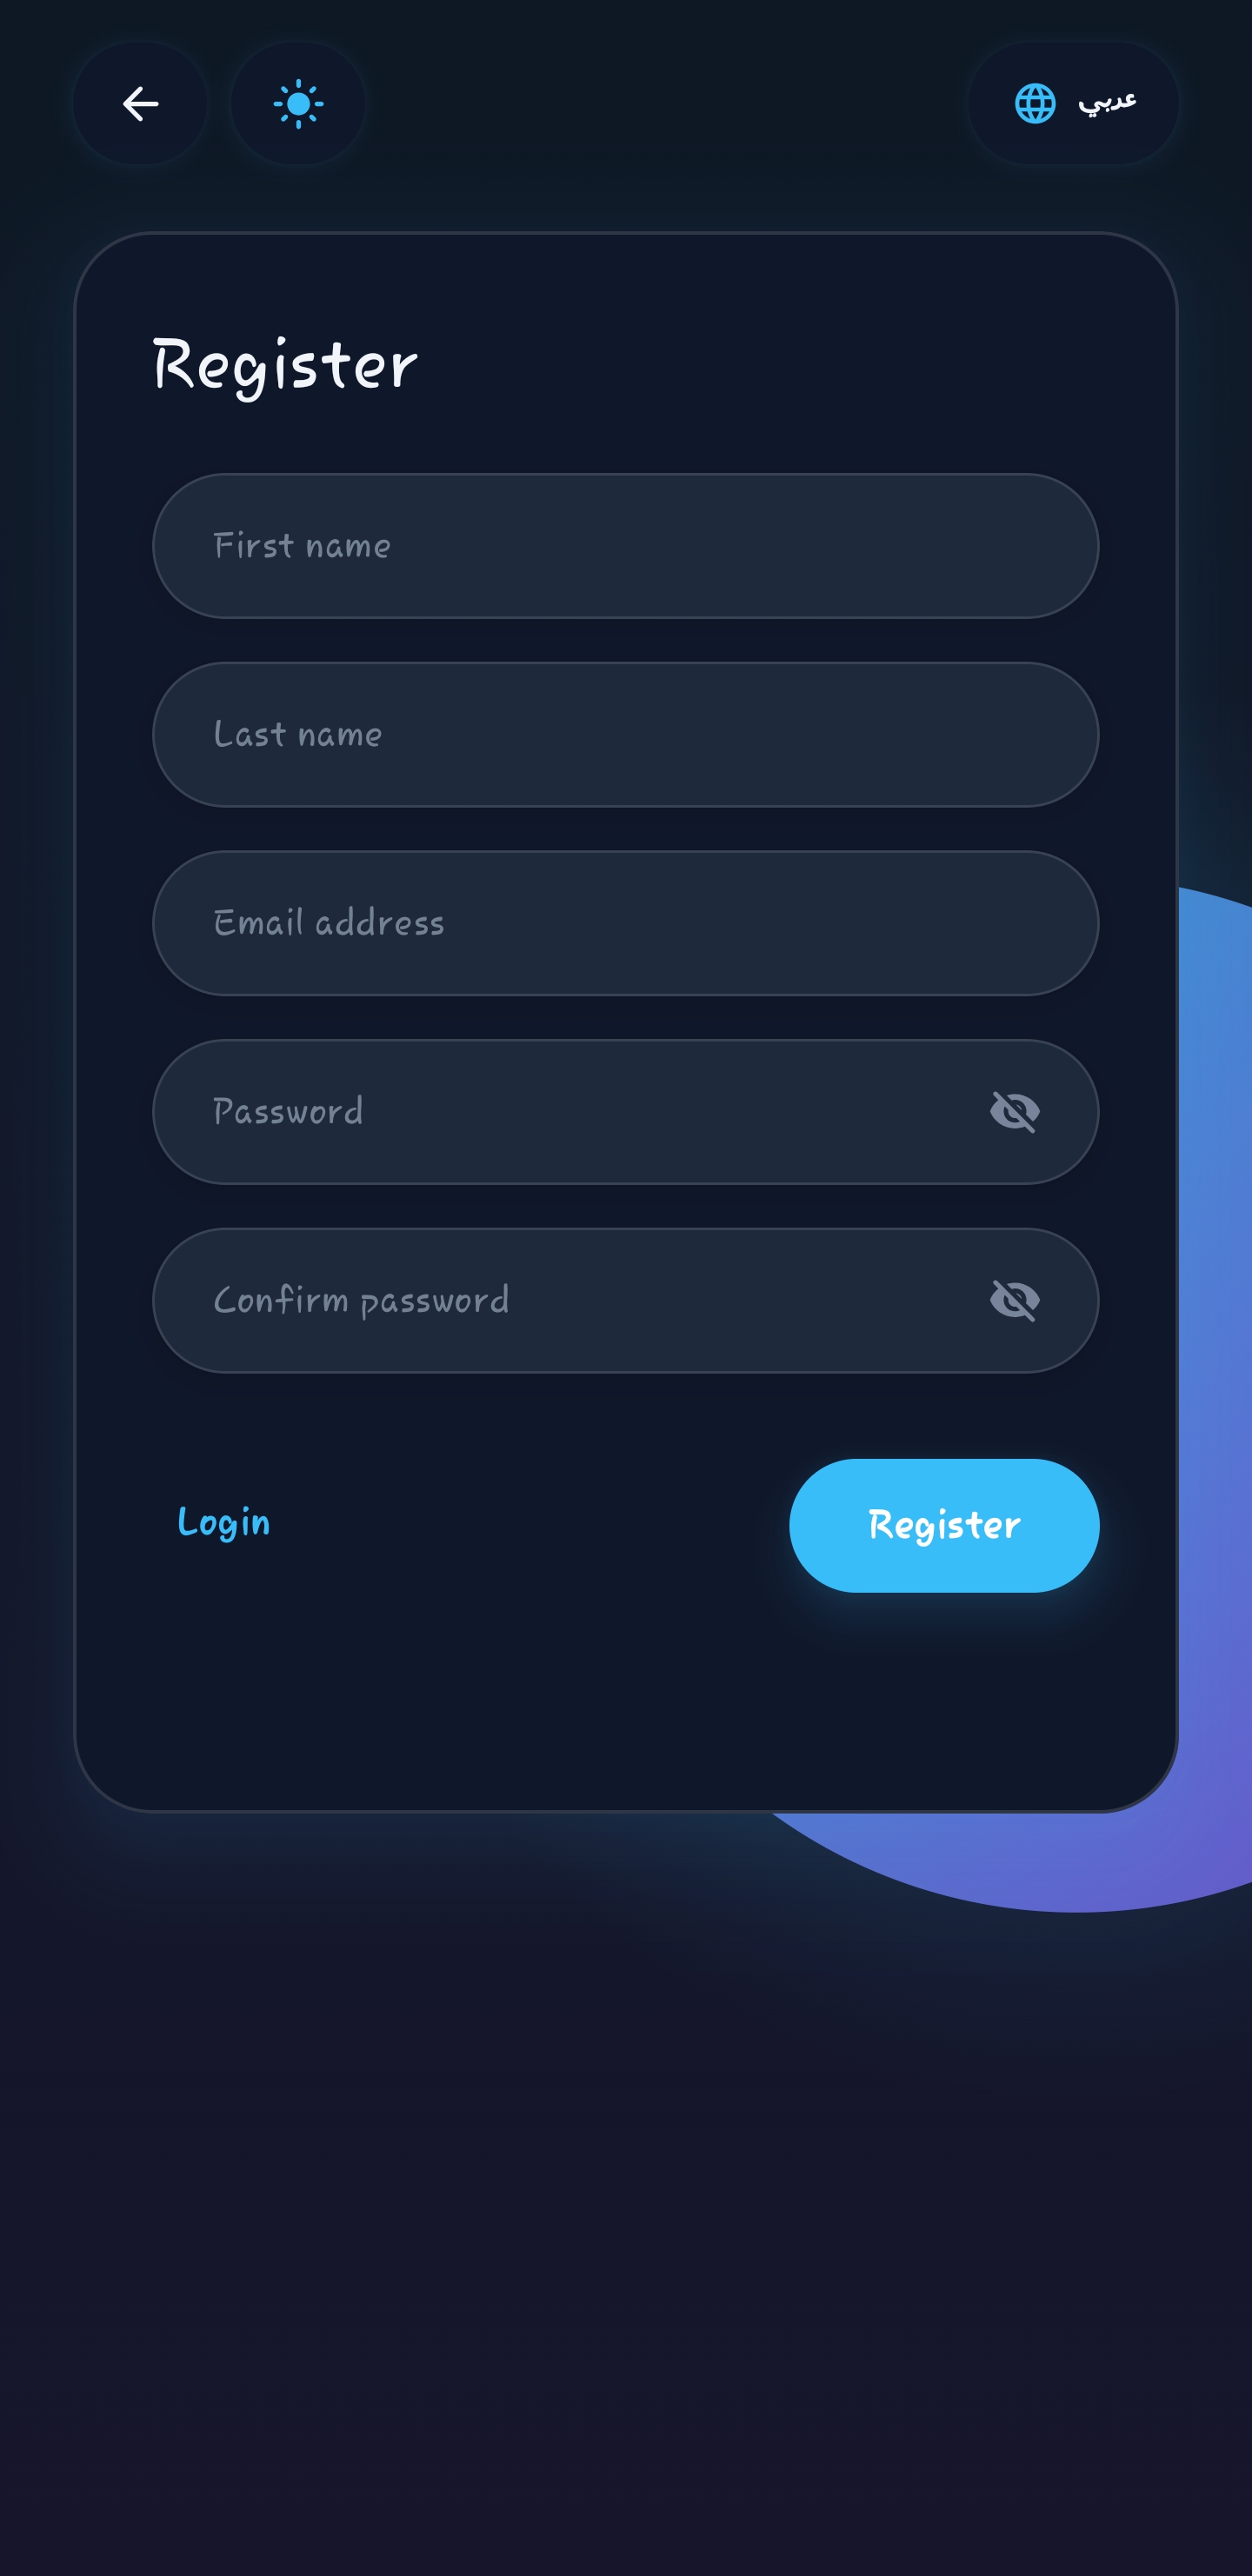 عربي
Register
First name
Last name
Email address
Password
Confirm password
Login
Register